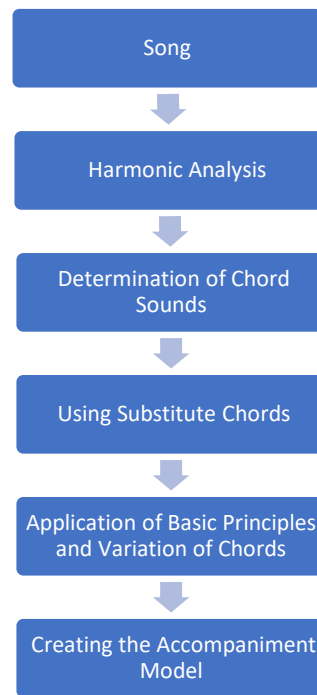 Song
Harmonic Analysis
Determination of Chord
Sounds
Using Substitute Chords
Application of Basic Principles
and Variation of Chords
Creating the Accompaniment
Model